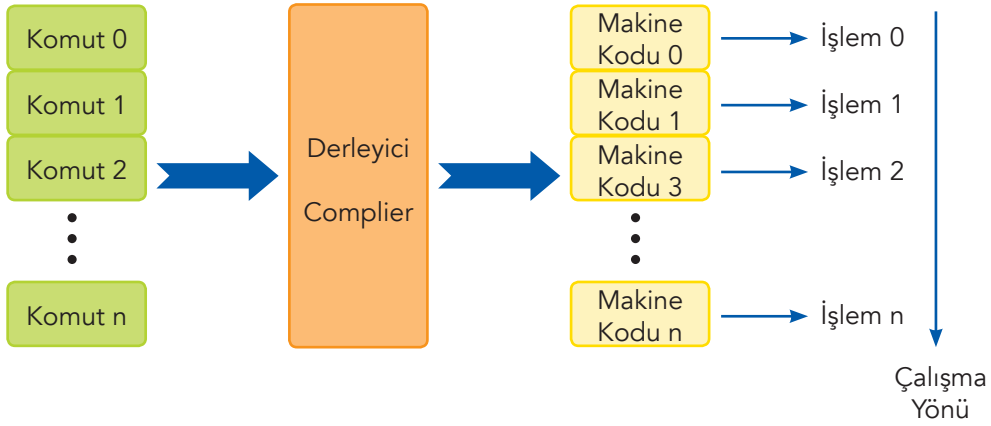 Komut 0
Komut 1
Komut 2
Komut n
Derleyici
Complier
Makine
Kodu 0
Makine
Kodu 1
Makine
Kodu 3
Makine
Kodu n
İşlem 0
İşlem 1
İşlem 2
İşlem n
Çalışma
Yönü